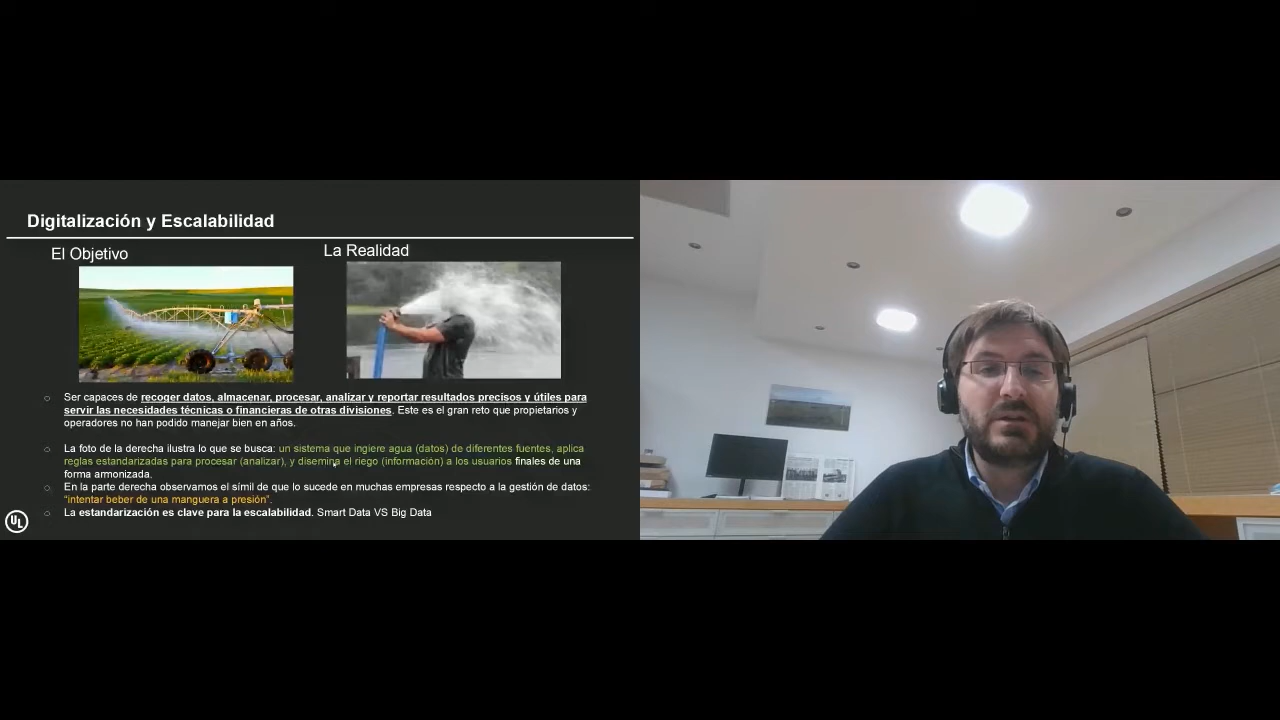 Digitalización y Escalabilidad
El Objetivo
La Realidad
Ser capaces de recoger datos, almacenar, procesar, analizar y reportar resultados precisos y útiles para
servir las necesidades técnicas o financieras de otras divisiones. Este es el gran reto que propietarios y
operadores no han podido manejar bien en años.
La foto de la derecha ilustra lo que se busca: un sistema que ingiere agua (datos) de diferentes fuentes, aplica
reglas estandarizadas para procesar (analizar), y disemina el riego (información) a los usuarios finales de una
forma armonizada.
En la parte derecha observamos el símil de que lo sucede en muchas empresas respecto a la gestión de datos:
“intentar beber de una manguera a presión”.
La estandarización es clave para la escalabilidad. Smart Data VS Big Data
UL